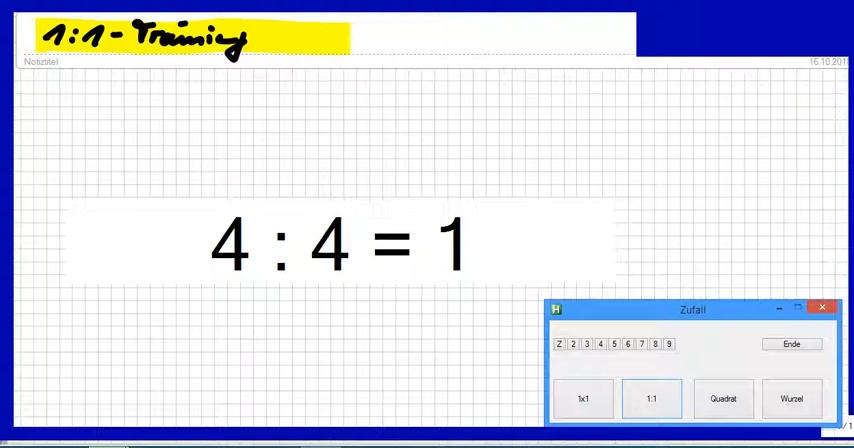 1:1 - Training
Notiztitel
16.10.201
4 : 4 = 1
Zufall
Z 2 3 4 5 6 7 8 9
Ende
1x1
1:1
Quadrat
Wurzel
/1